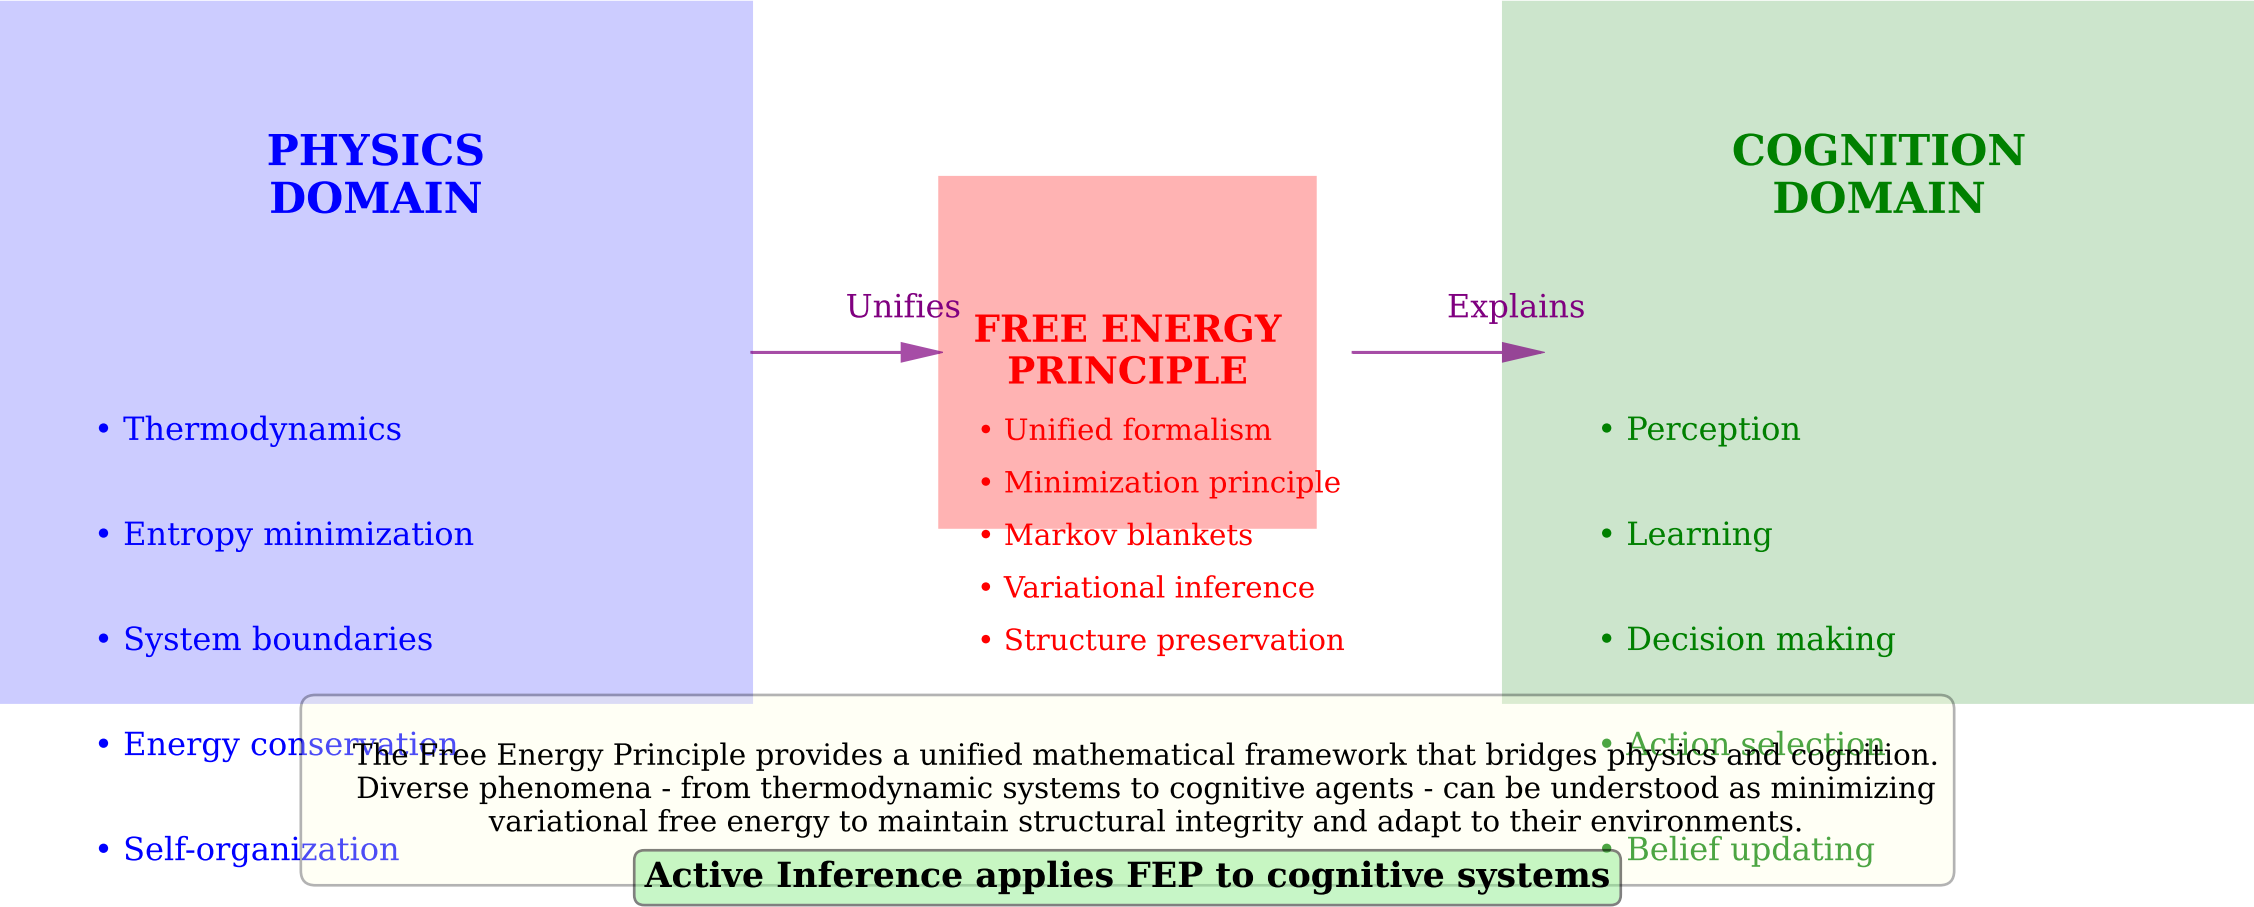 PHYSICS
DOMAIN
• Thermodynamics
• Entropy minimization
• System boundaries
• Energy conservation
• Self-organization
Unifies
FREE ENERGY
PRINCIPLE
• Unified formalism
• Minimization principle
• Markov blankets
• Variational inference
• Structure preservation
Explains
COGNITION
DOMAIN
• Perception
• Learning
• Decision making
• Action selection
• Belief updating
The Free Energy Principle provides a unified mathematical framework that bridges physics and cognition.
Diverse phenomena - from thermodynamic systems to cognitive agents - can be understood as minimizing
variational free energy to maintain structural integrity and adapt to their environments.
Active Inference applies FEP to cognitive systems